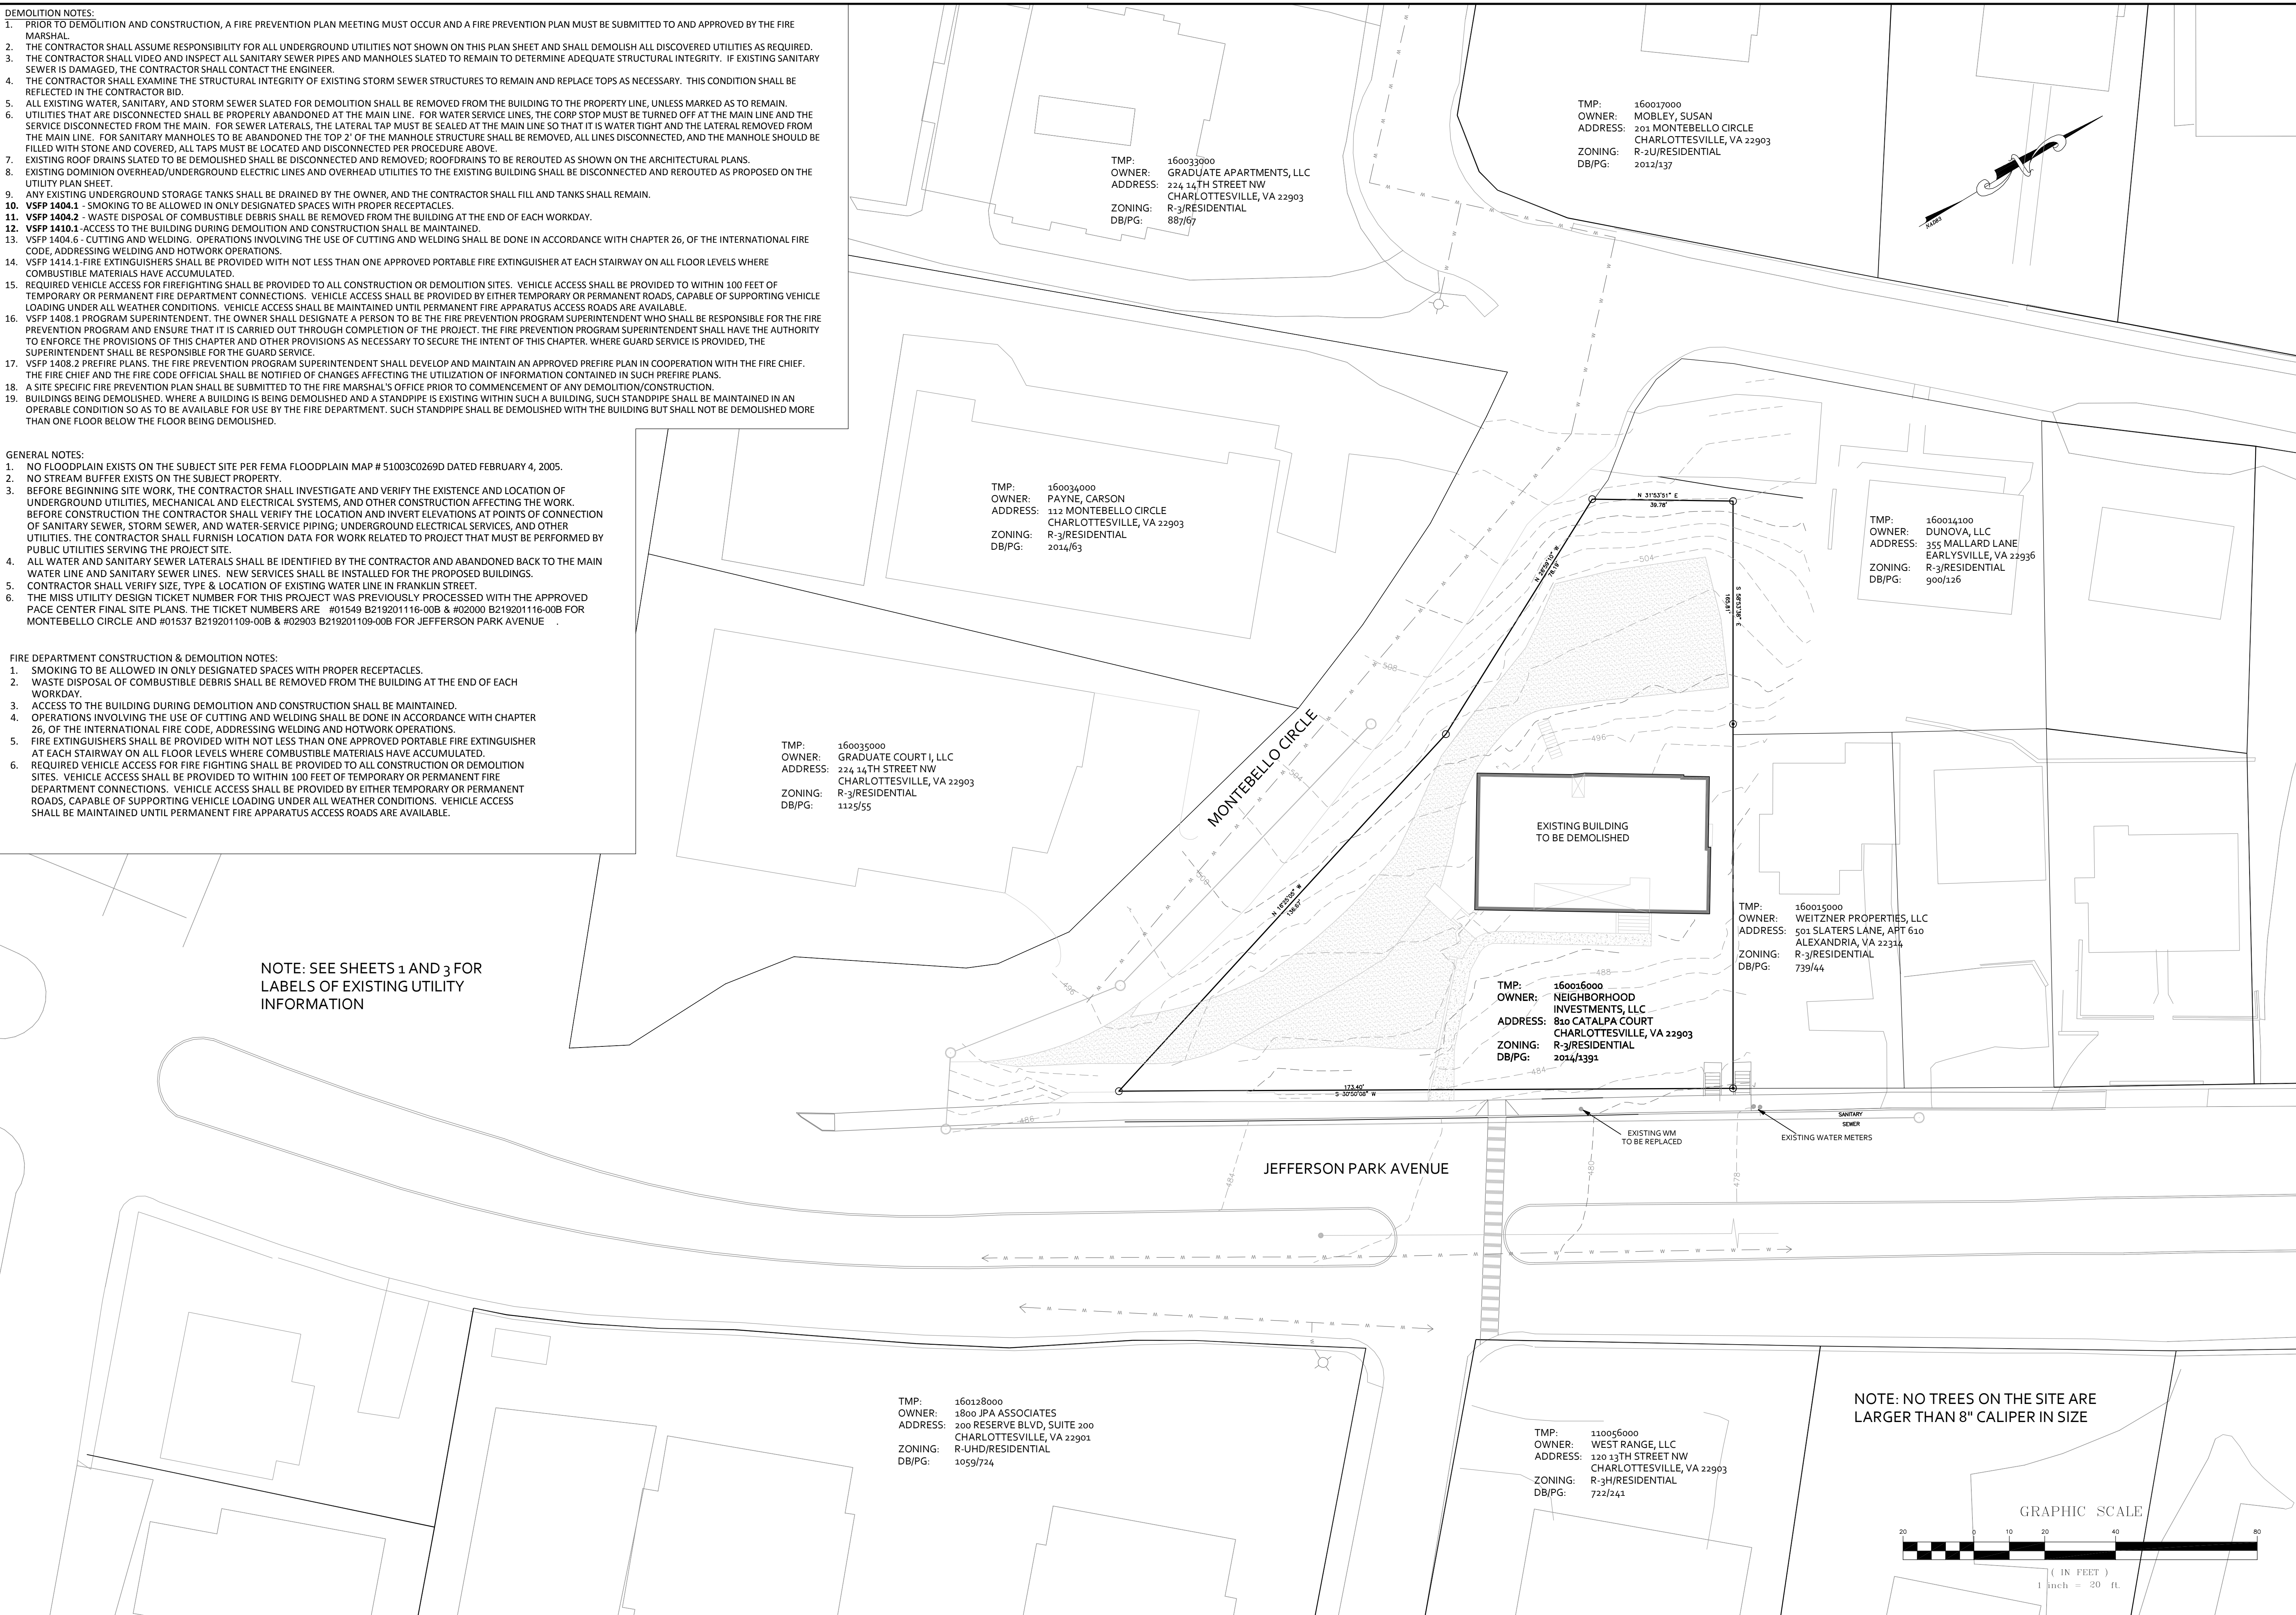 DEMOLITION NOTES:
1. PRIOR TO DEMOLITION AND CONSTRUCTION, A FIRE PREVENTION PLAN MEETING MUST OCCUR AND A FIRE PREVENTION PLAN MUST BE SUBMITTED TO AND APPROVED BY THE FIRE
MARSHAL.
2. THE CONTRACTOR SHALL ASSUME RESPONSIBILITY FOR ALL UNDERGROUND UTILITIES NOT SHOWN ON THIS PLAN SHEET AND SHALL DEMOLISH ALL DISCOVERED UTILITIES AS REQUIRED.
3. THE CONTRACTOR SHALL VIDEO AND INSPECT ALL SANITARY SEWER PIPES AND MANHOLES SLATED TO REMAIN TO DETERMINE ADEQUATE STRUCTURAL INTEGRITY. IF EXISTING SANITARY
SEWER IS DAMAGED, THE CONTRACTOR SHALL CONTACT THE ENGINEER.
4. THE CONTRACTOR SHALL EXAMINE THE STRUCTURAL INTEGRITY OF EXISTING STORM SEWER STRUCTURES TO REMAIN AND REPLACE TOPS AS NECESSARY. THIS CONDITION SHALL BE
REFLECTED IN THE CONTRACTOR BID.
5. ALL EXISTING WATER, SANITARY, AND STORM SEWER SLATED FOR DEMOLITION SHALL BE REMOVED FROM THE BUILDING TO THE PROPERTY LINE, UNLESS MARKED AS TO REMAIN.
6. UTILITIES THAT ARE DISCONNECTED SHALL BE PROPERLY ABANDONED AT THE MAIN LINE. FOR WATER SERVICE LINES, THE CORP STOP MUST BE TURNED OFF AT THE MAIN LINE AND THE
SERVICE DISCONNECTED FROM THE MAIN. FOR SEWER LATERALS, THE LATERAL TAP MUST BE SEALED AT THE MAIN LINE SO THAT IT IS WATER TIGHT AND THE LATERAL REMOVED FROM
THE MAIN LINE. FOR SANITARY MANHOLES TO BE ABANDONED THE TOP 2' OF THE MANHOLE STRUCTURE SHALL BE REMOVED, ALL LINES DISCONNECTED, AND THE MANHOLE SHOULD BE
FILLED WITH STONE AND COVERED, ALL TAPS MUST BE LOCATED AND DISCONNECTED PER PROCEDURE ABOVE.
7. EXISTING ROOF DRAINS SLATED TO BE DEMOLISHED SHALL BE DISCONNECTED AND REMOVED; ROOFDRAINS TO BE REROUTED AS SHOWN ON THE ARCHITECTURAL PLANS.
8. EXISTING DOMINION OVERHEAD/UNDERGROUND ELECTRIC LINES AND OVERHEAD UTILITIES TO THE EXISTING BUILDING SHALL BE DISCONNECTED AND REROUTED AS PROPOSED ON THE
UTILITY PLAN SHEET.
9. ANY EXISTING UNDERGROUND STORAGE TANKS SHALL BE DRAINED BY THE OWNER, AND THE CONTRACTOR SHALL FILL AND TANKS SHALL REMAIN.
10. VSFP 1404.1 - SMOKING TO BE ALLOWED IN ONLY DESIGNATED SPACES WITH PROPER RECEPTACLES.
11. VSFP 1404.2 - WASTE DISPOSAL OF COMBUSTIBLE DEBRIS SHALL BE REMOVED FROM THE BUILDING AT THE END OF EACH WORKDAY.
12. VSFP 1410.1-ACCESS TO THE BUILDING DURING DEMOLITION AND CONSTRUCTION SHALL BE MAINTAINED.
13. VSFP 1404.6 - CUTTING AND WELDING. OPERATIONS INVOLVING THE USE OF CUTTING AND WELDING SHALL BE DONE IN ACCORDANCE WITH CHAPTER 26, OF THE INTERNATIONAL FIRE
CODE, ADDRESSING WELDING AND HOTWORK OPERATIONS.
14. VSFP 1414.1-FIRE EXTINGUISHERS SHALL BE PROVIDED WITH NOT LESS THAN ONE APPROVED PORTABLE FIRE EXTINGUISHER AT EACH STAIRWAY ON ALL FLOOR LEVELS WHERE
COMBUSTIBLE MATERIALS HAVE ACCUMULATED.
15. REQUIRED VEHICLE ACCESS FOR FIREFIGHTING SHALL BE PROVIDED TO ALL CONSTRUCTION OR DEMOLITION SITES. VEHICLE ACCESS SHALL BE PROVIDED TO WITHIN 100 FEET OF
TEMPORARY OR PERMANENT FIRE DEPARTMENT CONNECTIONS. VEHICLE ACCESS SHALL BE PROVIDED BY EITHER TEMPORARY OR PERMANENT ROADS, CAPABLE OF SUPPORTING VEHICLE
LOADING UNDER ALL WEATHER CONDITIONS. VEHICLE ACCESS SHALL BE MAINTAINED UNTIL PERMANENT FIRE APPARATUS ACCESS ROADS ARE AVAILABLE.
16. VSFP 1408.1 PROGRAM SUPERINTENDENT. THE OWNER SHALL DESIGNATE A PERSON TO BE THE FIRE PREVENTION PROGRAM SUPERINTENDENT WHO SHALL BE RESPONSIBLE FOR THE FIRE
PREVENTION PROGRAM AND ENSURE THAT IT IS CARRIED OUT THROUGH COMPLETION OF THE PROJECT. THE FIRE PREVENTION PROGRAM SUPERINTENDENT SHALL HAVE THE AUTHORITY
TO ENFORCE THE PROVISIONS OF THIS CHAPTER AND OTHER PROVISIONS AS NECESSARY TO SECURE THE INTENT OF THIS CHAPTER. WHERE GUARD SERVICE IS PROVIDED, THE
SUPERINTENDENT SHALL BE RESPONSIBLE FOR THE GUARD SERVICE.
17. VSFP 1408.2 PREFIRE PLANS. THE FIRE PREVENTION PROGRAM SUPERINTENDENT SHALL DEVELOP AND MAINTAIN AN APPROVED PREFIRE PLAN IN COOPERATION WITH THE FIRE CHIEF.
THE FIRE CHIEF AND THE FIRE CODE OFFICIAL SHALL BE NOTIFIED OF CHANGES AFFECTING THE UTILIZATION OF INFORMATION CONTAINED IN SUCH PREFIRE PLANS.
18. A SITE SPECIFIC FIRE PREVENTION PLAN SHALL BE SUBMITTED TO THE FIRE MARSHAL'S OFFICE PRIOR TO COMMENCEMENT OF ANY DEMOLITION/CONSTRUCTION.
19. BUILDINGS BEING DEMOLISHED. WHERE A BUILDING IS BEING DEMOLISHED AND A STANDPIPE IS EXISTING WITHIN SUCH A BUILDING, SUCH STANDPIPE SHALL BE MAINTAINED IN AN
OPERABLE CONDITION SO AS TO BE AVAILABLE FOR USE BY THE FIRE DEPARTMENT. SUCH STANDPIPE SHALL BE DEMOLISHED WITH THE BUILDING BUT SHALL NOT BE DEMOLISHED MORE
THAN ONE FLOOR BELOW THE FLOOR BEING DEMOLISHED.
GENERAL NOTES:
1. NO FLOODPLAIN EXISTS ON THE SUBJECT SITE PER FEMA FLOODPLAIN MAP # 51003C0269D DATED FEBRUARY 4, 2005.
2. NO STREAM BUFFER EXISTS ON THE SUBJECT PROPERTY.
3. BEFORE BEGINNING SITE WORK, THE CONTRACTOR SHALL INVESTIGATE AND VERIFY THE EXISTENCE AND LOCATION OF
UNDERGROUND UTILITIES, MECHANICAL AND ELECTRICAL SYSTEMS, AND OTHER CONSTRUCTION AFFECTING THE WORK.
BEFORE CONSTRUCTION THE CONTRACTOR SHALL VERIFY THE LOCATION AND INVERT ELEVATIONS AT POINTS OF CONNECTION
OF SANITARY SEWER, STORM SEWER, AND WATER-SERVICE PIPING; UNDERGROUND ELECTRICAL SERVICES, AND OTHER
UTILITIES. THE CONTRACTOR SHALL FURNISH LOCATION DATA FOR WORK RELATED TO PROJECT THAT MUST BE PERFORMED BY
PUBLIC UTILITIES SERVING THE PROJECT SITE.
4. ALL WATER AND SANITARY SEWER LATERALS SHALL BE IDENTIFIED BY THE CONTRACTOR AND ABANDONED BACK TO THE MAIN
WATER LINE AND SANITARY SEWER LINES. NEW SERVICES SHALL BE INSTALLED FOR THE PROPOSED BUILDINGS.
5. CONTRACTOR SHALL VERIFY SIZE, TYPE & LOCATION OF EXISTING WATER LINE IN FRANKLIN STREET.
6. THE MISS UTILITY DESIGN TICKET NUMBER FOR THIS PROJECT WAS PREVIOUSLY PROCESSED WITH THE APPROVED
PACE CENTER FINAL SITE PLANS. THE TICKET NUMBERS ARE #01549 B219201116-00B & #02000 B219201116-00B FOR
MONTEBELLO CIRCLE AND #01537 B219201109-00B & #02903 B219201109-00B FOR JEFFERSON PARK AVENUE .
FIRE DEPARTMENT CONSTRUCTION & DEMOLITION NOTES:
1. SMOKING TO BE ALLOWED IN ONLY DESIGNATED SPACES WITH PROPER RECEPTACLES.
2. WASTE DISPOSAL OF COMBUSTIBLE DEBRIS SHALL BE REMOVED FROM THE BUILDING AT THE END OF EACH
WORKDAY.
3. ACCESS TO THE BUILDING DURING DEMOLITION AND CONSTRUCTION SHALL BE MAINTAINED.
4. OPERATIONS INVOLVING THE USE OF CUTTING AND WELDING SHALL BE DONE IN ACCORDANCE WITH CHAPTER
26, OF THE INTERNATIONAL FIRE CODE, ADDRESSING WELDING AND HOTWORK OPERATIONS.
5. FIRE EXTINGUISHERS SHALL BE PROVIDED WITH NOT LESS THAN ONE APPROVED PORTABLE FIRE EXTINGUISHER
AT EACH STAIRWAY ON ALL FLOOR LEVELS WHERE COMBUSTIBLE MATERIALS HAVE ACCUMULATED.
6. REQUIRED VEHICLE ACCESS FOR FIRE FIGHTING SHALL BE PROVIDED TO ALL CONSTRUCTION OR DEMOLITION
SITES. VEHICLE ACCESS SHALL BE PROVIDED TO WITHIN 100 FEET OF TEMPORARY OR PERMANENT FIRE
DEPARTMENT CONNECTIONS. VEHICLE ACCESS SHALL BE PROVIDED BY EITHER TEMPORARY OR PERMANENT
ROADS, CAPABLE OF SUPPORTING VEHICLE LOADING UNDER ALL WEATHER CONDITIONS. VEHICLE ACCESS
SHALL BE MAINTAINED UNTIL PERMANENT FIRE APPARATUS ACCESS ROADS ARE AVAILABLE.
NOTE: SEE SHEETS 1 AND 3 FOR
LABELS OF EXISTING UTILITY
INFORMATION
TMP: 160033000
OWNER: GRADUATE APARTMENTS, LLC
ADDRESS: 224 14TH STREET NW
CHARLOTTESVILLE, VA 22903
ZONING: R-3/RESIDENTIAL
DB/PG: 887/67
TMP: 160017000
OWNER: MOBLEY, SUSAN
ADDRESS: 201 MONTEBELLO CIRCLE
CHARLOTTESVILLE, VA 22903
ZONING: R-2U/RESIDENTIAL
DB/PG: 2012/137
NAD83
TMP: 160034000
OWNER: PAYNE, CARSON
ADDRESS: 112 MONTEBELLO CIRCLE
CHARLOTTESVILLE, VA 22903
ZONING: R-3/RESIDENTIAL
DB/PG: 2014/63
TMP: 160014100
OWNER: DUNOVA, LLC
ADDRESS: 355 MALLARD LANE
EARLYSVILLE, VA 22936
ZONING: R-3/RESIDENTIAL
DB/PG: 900/126
N 31°53'51" E
39.78'
N 26°59'10" W
78.19'
S 58°53'38" E
165.81'
504
508
496
504
500
496
TMP: 160035000
OWNER: GRADUATE COURT I, LLC
ADDRESS: 224 14TH STREET NW
CHARLOTTESVILLE, VA 22903
ZONING: R-3/RESIDENTIAL
DB/PG: 1125/55
MONTEBELLO CIRCLE
EXISTING BUILDING
TO BE DEMOLISHED
N 16°25'05" W
136.67'
TMP: 160015000
OWNER: WEITZNER PROPERTIES, LLC
ADDRESS: 501 SLATERS LANE, APT 610
ALEXANDRIA, VA 22314
ZONING: R-3/RESIDENTIAL
DB/PG: 739/44
488
TMP: 160016000
OWNER: NEIGHBORHOOD
INVESTMENTS, LLC
ADDRESS: 810 CATALPA COURT
CHARLOTTESVILLE, VA 22903
ZONING: R-3/RESIDENTIAL
DB/PG: 2014/1391
484
173.40'
S 30°50'08" W
486
SANITARY
SEWER
EXISTING WM
TO BE REPLACED
EXISTING WATER METERS
JEFFERSON PARK AVENUE
484
480
478
TMP: 160128000
OWNER: 1800 JPA ASSOCIATES
ADDRESS: 200 RESERVE BLVD, SUITE 200
CHARLOTTESVILLE, VA 22901
ZONING: R-UHD/RESIDENTIAL
DB/PG: 1059/724
TMP: 110056000
OWNER: WEST RANGE, LLC
ADDRESS: 120 13TH STREET NW
CHARLOTTESVILLE, VA 22903
ZONING: R-3H/RESIDENTIAL
DB/PG: 722/241
NOTE: NO TREES ON THE SITE ARE
LARGER THAN 8" CALIPER IN SIZE
GRAPHIC SCALE
20 0 10 20 40 80
( IN FEET )
1 inch = 20 ft.